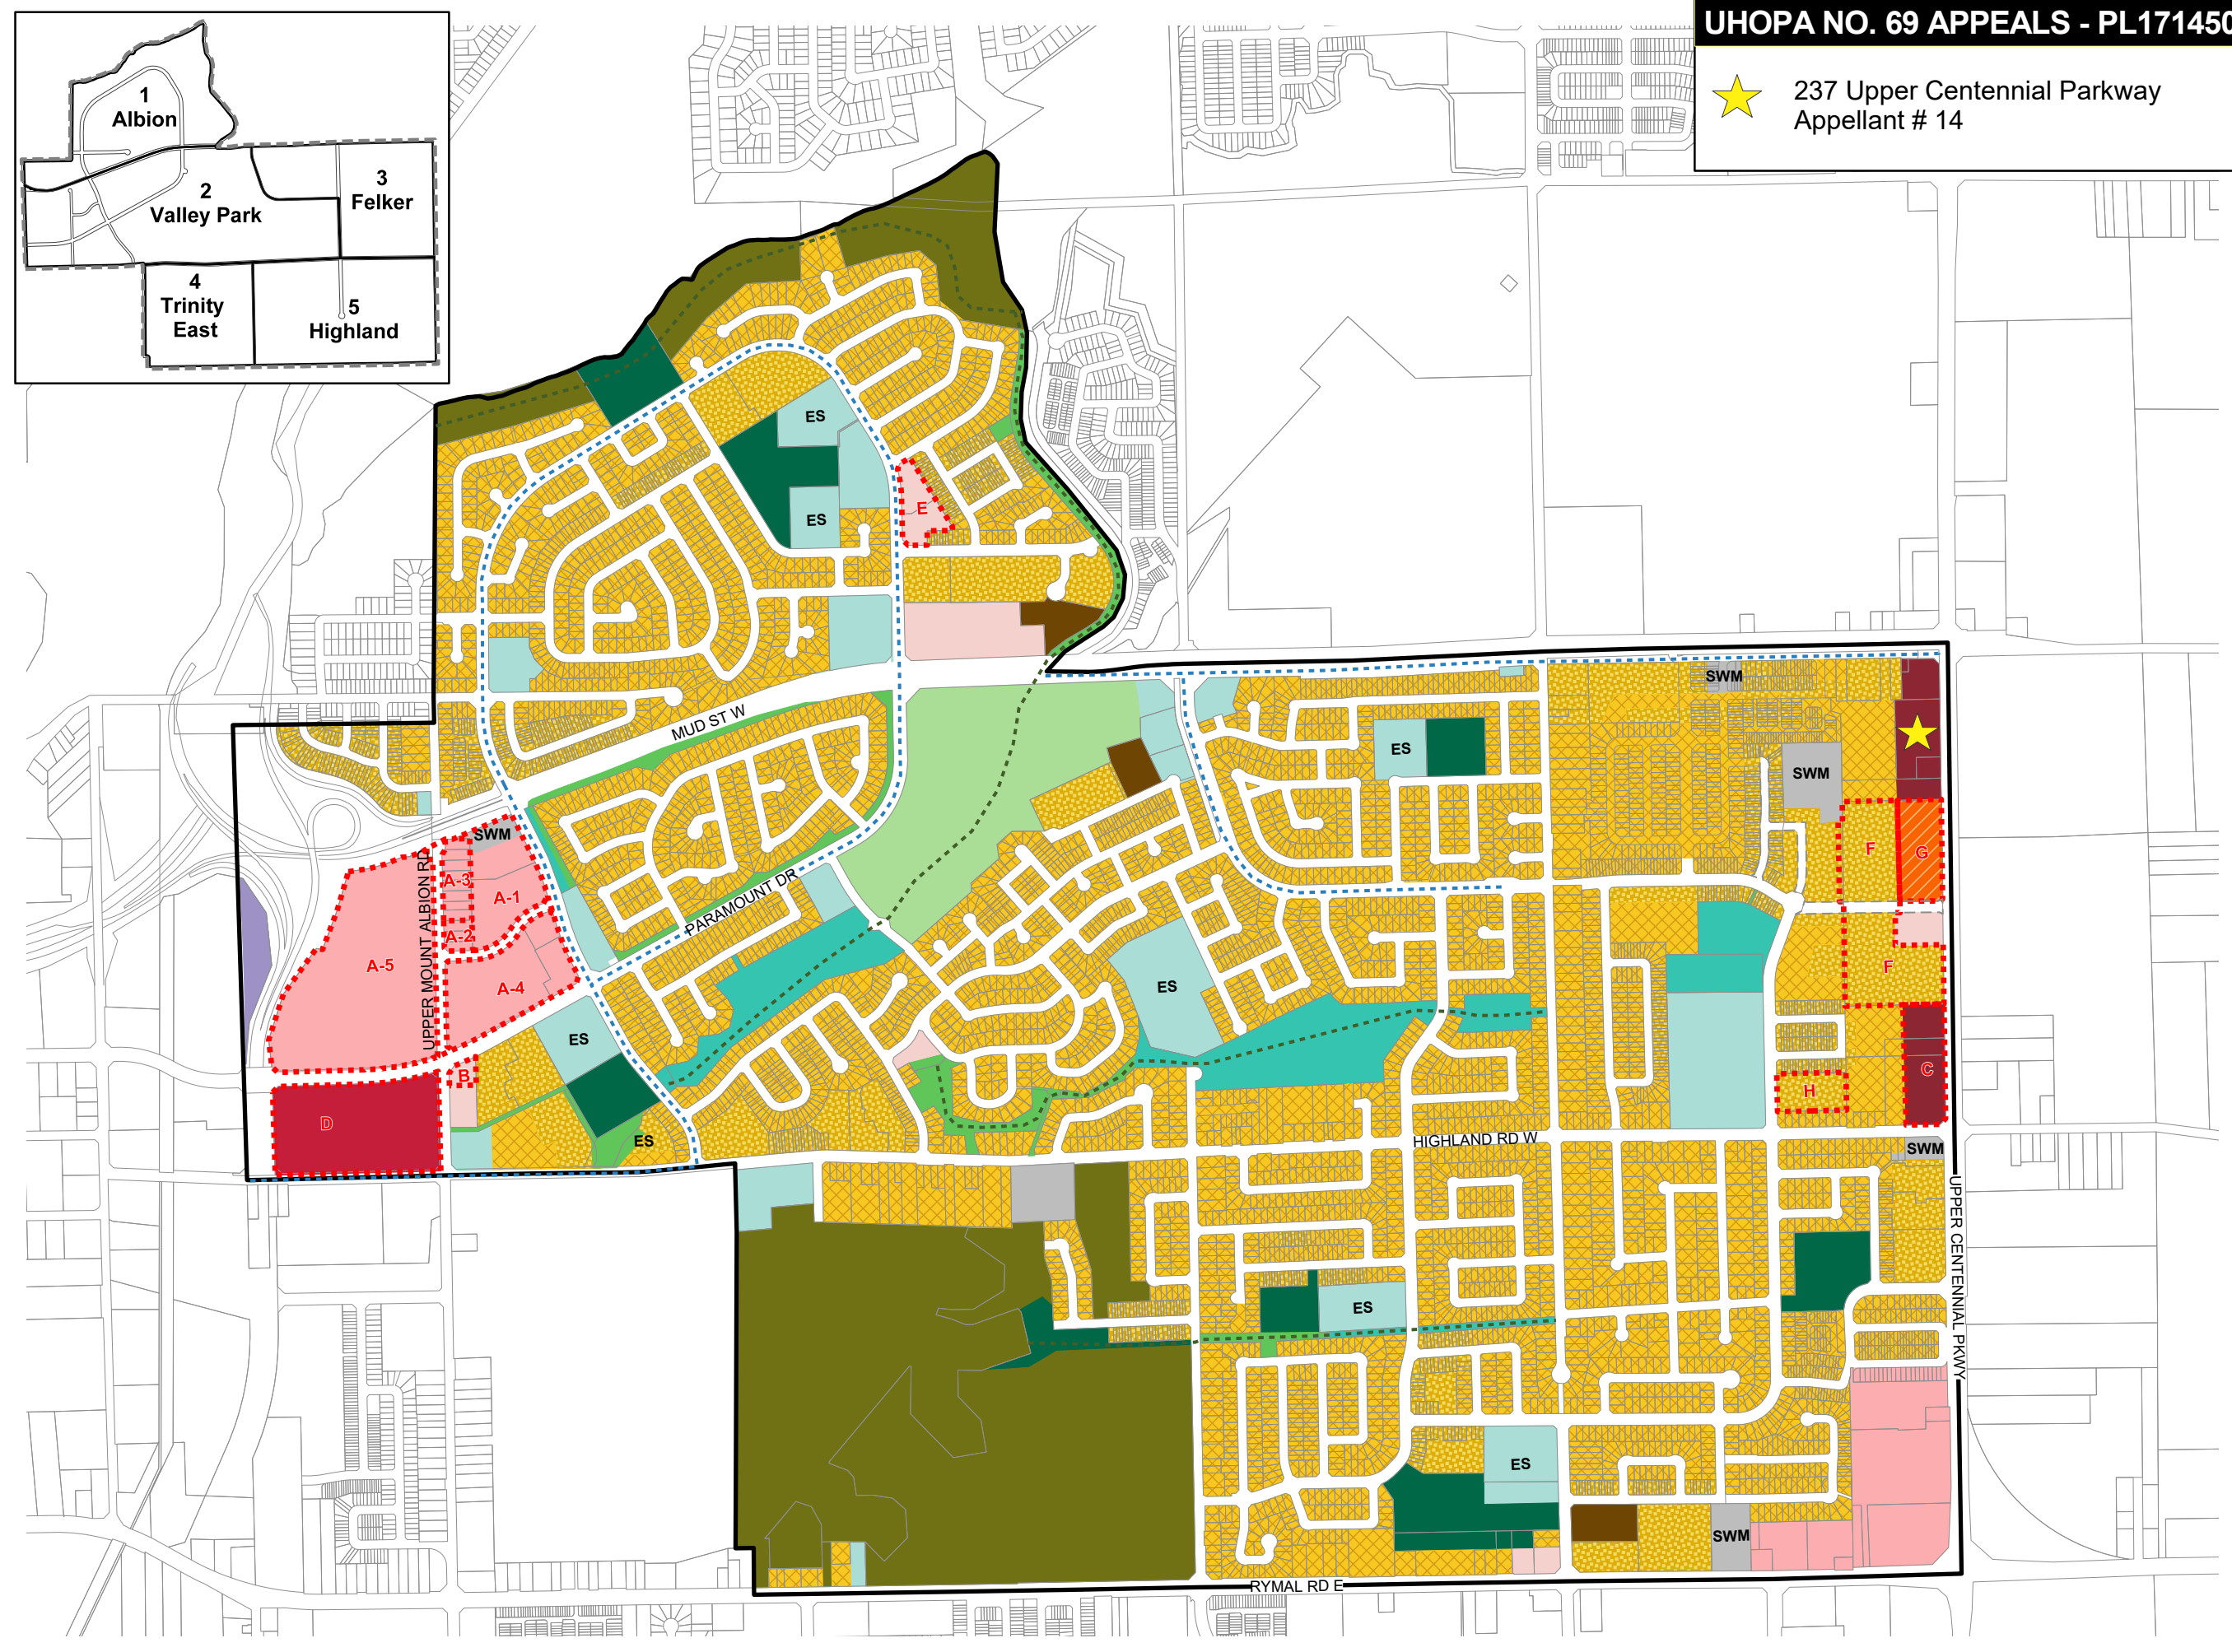 UHOPA NO. 69 APPEALS - PL171450
237 Upper Centennial Parkway
Appellant # 14
1
Albion
2
Valley Park
3
Felker
4
Trinity
East
5
Highland
ES
ES
E
MUD ST W
SWM
SWM
ES
SWM
A-3
A-1
A-2
A-5
A-4
UPPER MOUNT ALBION RD
PARAMOUNT DR
F
G
F
ES
ES
B
D
ES
C
H
HIGHLAND RD W
SWM
UPPER CENTENNIAL PKWY
ES
ES
SWM
RYMAL RD E